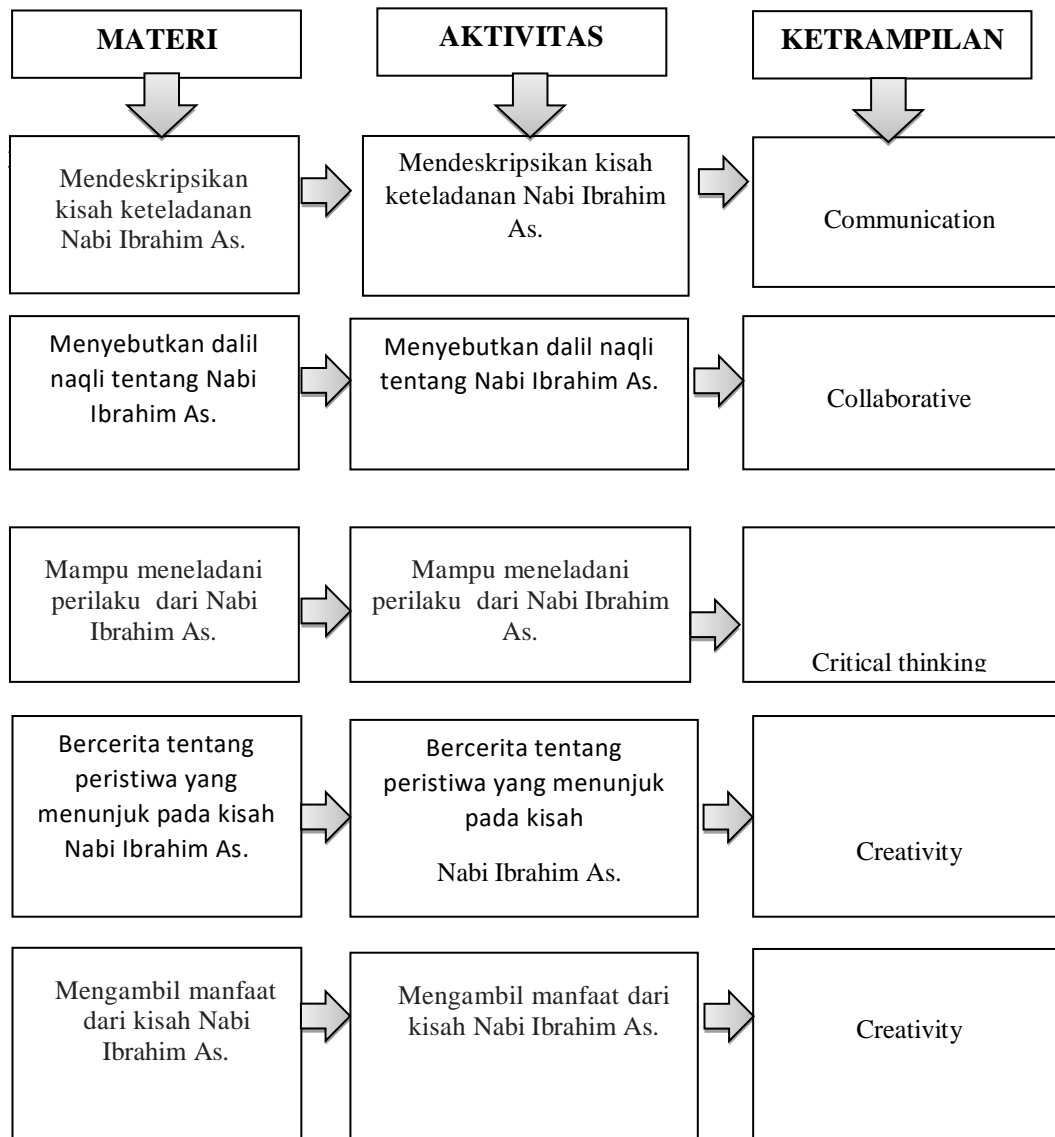 MATERI
AKTIVITAS
KETRAMPILAN
Mendeskripsikan
kisah keteladanan
Nabi Ibrahim As.
Mendeskripsikan kisah
keteladanan Nabi Ibrahim
As.
Communication
Menyebutkan dalil
naqli tentang Nabi
Ibrahim As.
Menyebutkan dalil naqli
tentang Nabi Ibrahim As.
Collaborative
Mampu meneladani
perilaku dari Nabi
Ibrahim As.
Mampu meneladani
perilaku dari Nabi Ibrahim
As.
Critical thinking
Bercerita tentang
peristiwa yang
menunjuk pada kisah
Nabi Ibrahim As.
Bercerita tentang
peristiwa yang menunjuk
pada kisah
Nabi Ibrahim As.
Creativity
Mengambil manfaat
dari kisah Nabi
Ibrahim As.
Mengambil manfaat dari
kisah Nabi Ibrahim As.
Creativity